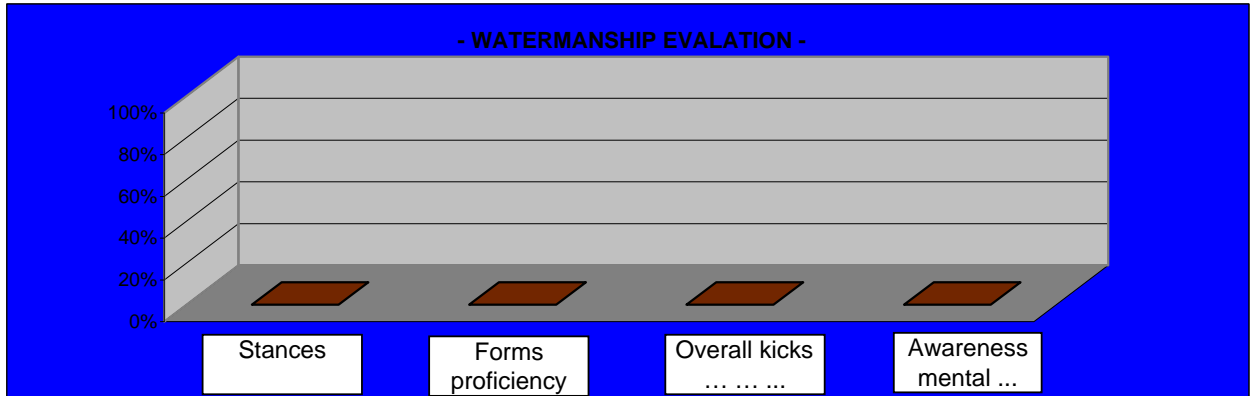 - WATERMANSHIP EVALATION -
100%
80%
60%
40%
20%
0%
Stances
Forms
proficiency
Overall kicks
… … ...
Awareness
mental ...